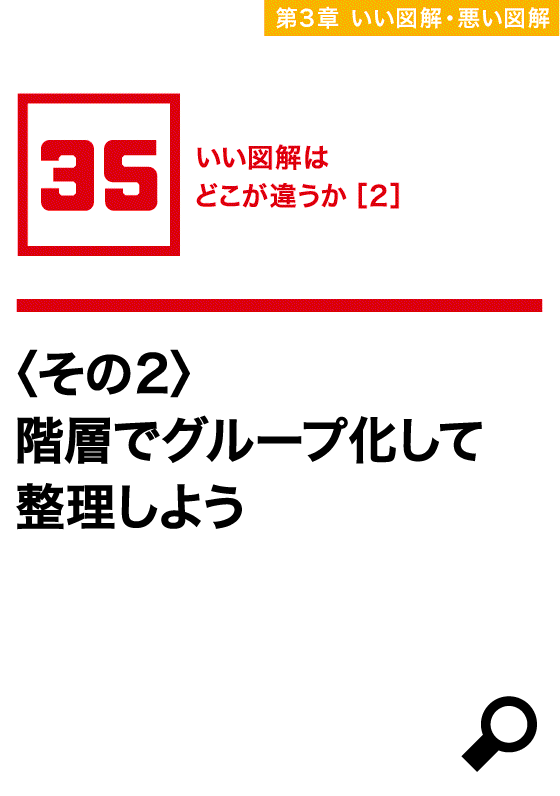 第3章 いい図解・悪い図解
35
いい図解は
どこが違うか［2］
〈その2〉
階層でグループ化して
整理しよう